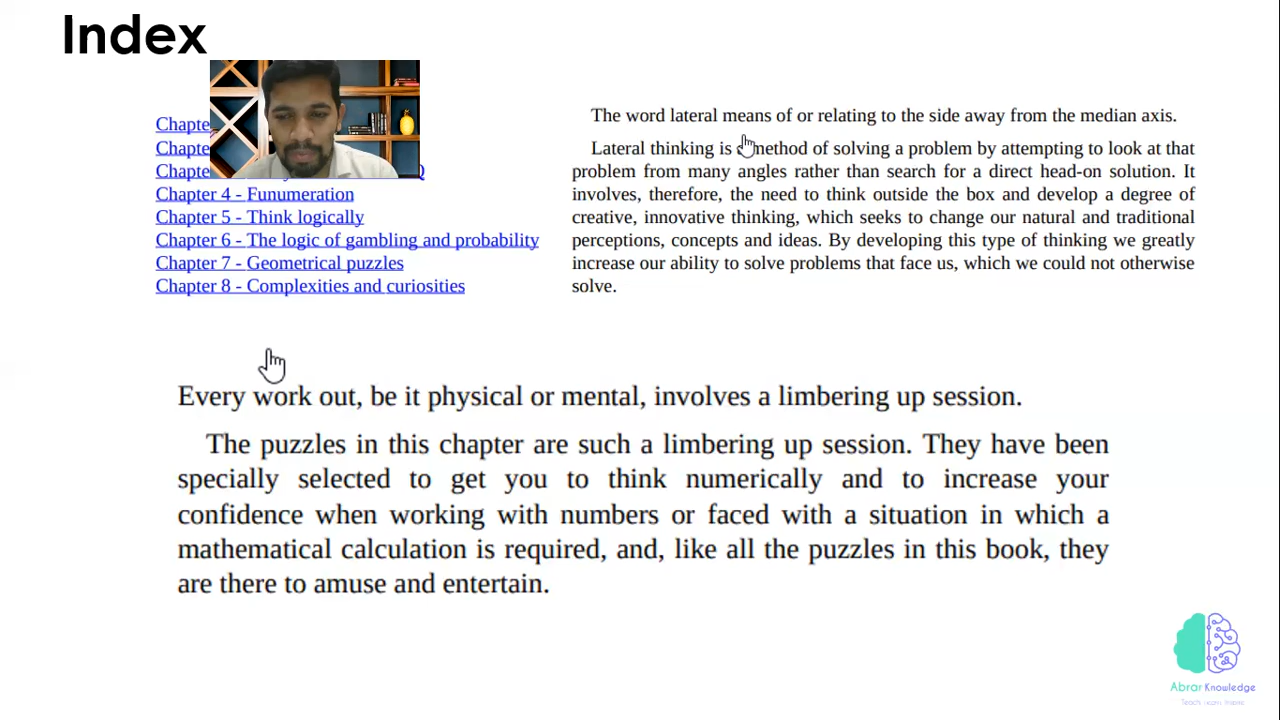 Index
Chapte
Chapte
Chapte
Chapter 4 - Funumeration
Chapter 5 - Think logically
Chapter 6 - The logic of gambling and probability
Chapter 7 - Geometrical puzzles
Chapter 8 - Complexities and curiosities
The word lateral means of or relating to the side away from the median axis.
Lateral thinking is method of solving a problem by attempting to look at that
problem from many angles rather than search for a direct head-on solution. It
involves, therefore, the need to think outside the box and develop a degree of
creative, innovative thinking, which seeks to change our natural and traditional
perceptions, concepts and ideas. By developing this type of thinking we greatly
increase our ability to solve problems that face us, which we could not otherwise
solve.
Every work out, be it physical or mental, involves a limbering up session.
The puzzles in this chapter are such a limbering up session. They have been
specially selected to get you to think numerically and to increase your
confidence when working with numbers or faced with a situation in which a
mathematical calculation is required, and, like all the puzzles in this book, they
are there to amuse and entertain.
Abrar Knowledge